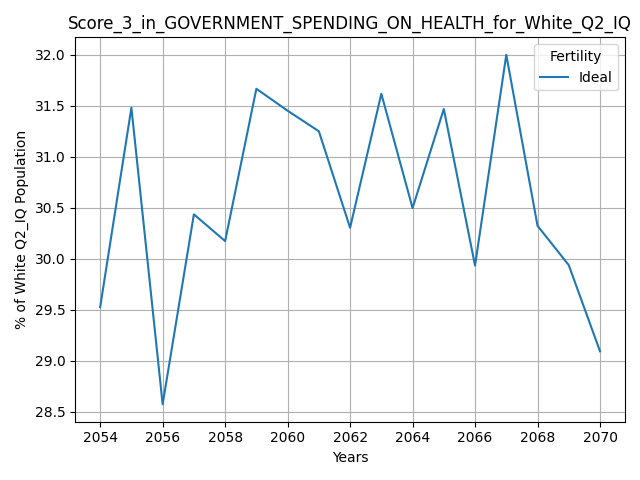 Score_3_in_GOVERNMENT_SPENDING_ON_HEALTH_for_White_Q2_IQ
Fertility
Ideal
% of White Q2_IQ Population
32.0
31.5
31.0
30.5
30.0
29.5
29.0
28.5
2054 2056 2058 2060 2062 2064 2066 2068 2070
Years